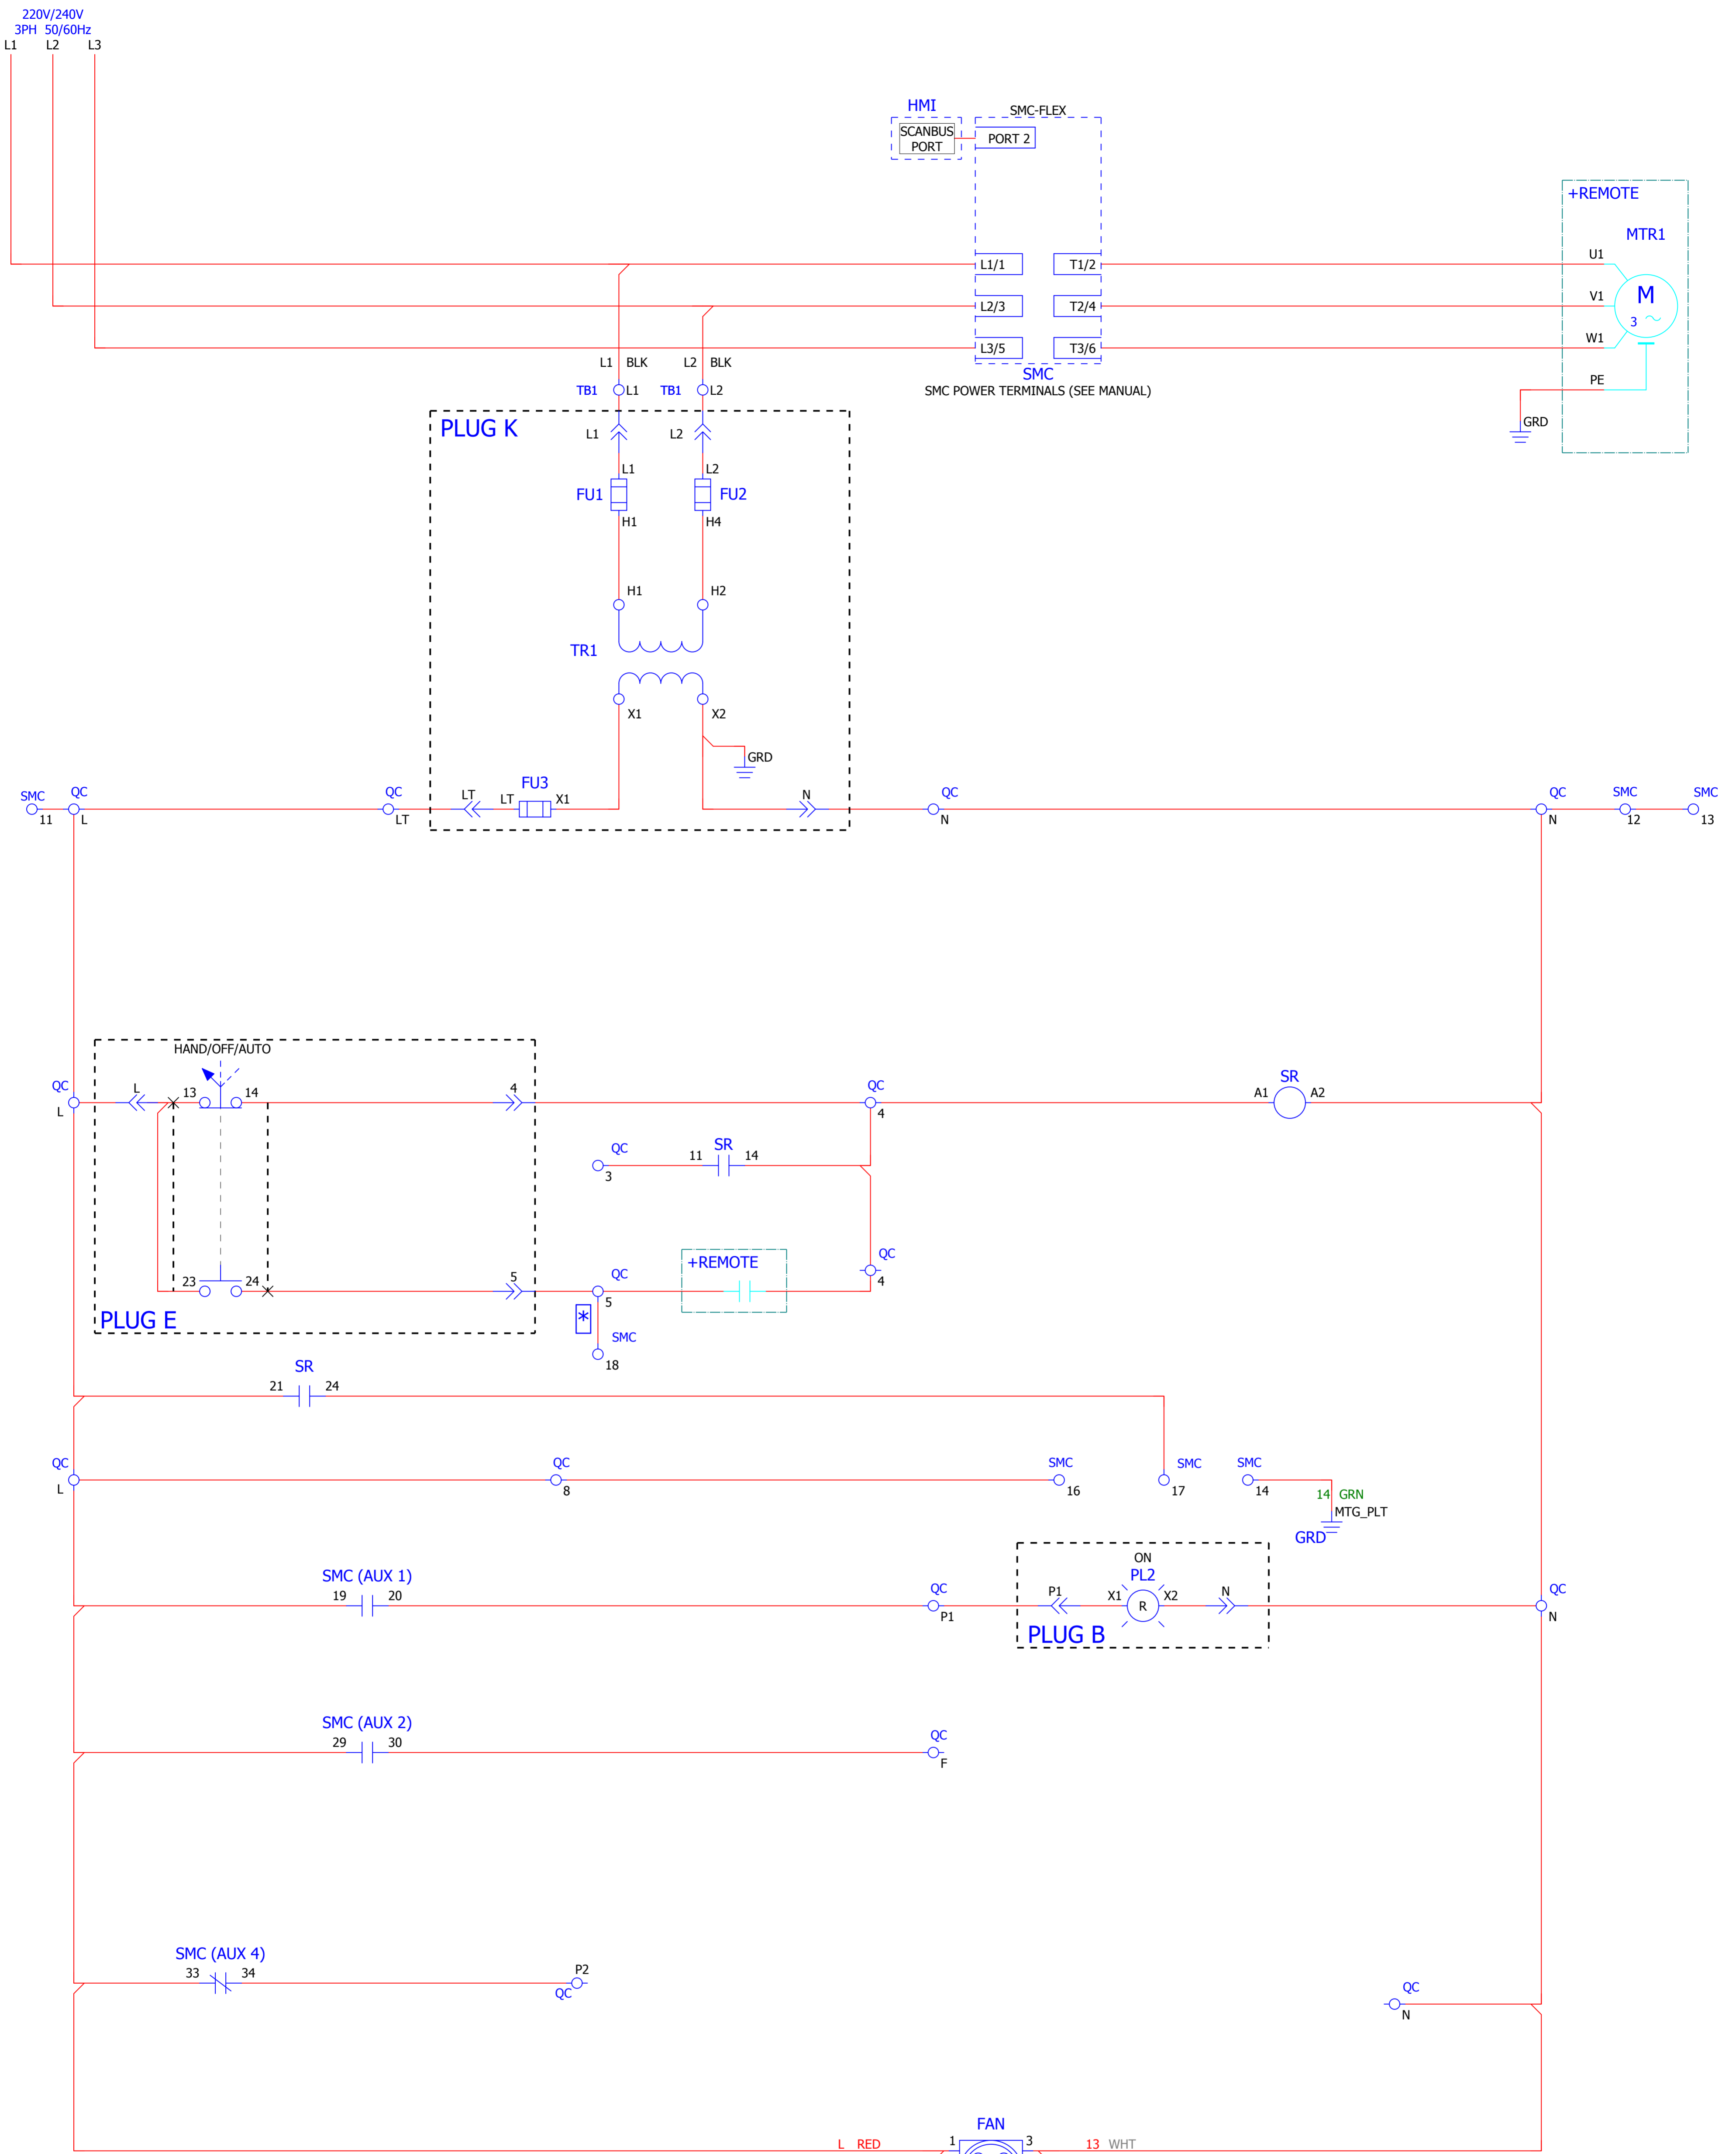 220V/240V
3PH 50/60Hz
L1 L2 L3
HMI
SMC-FLEX
SCANBUS
PORT
PORT 2
+REMOTE
MTR1
L1/1 T1/2 U1
L2/3 T2/4 V1
M
3
L3/5 T3/6 W1
SMC
SMC POWER TERMINALS (SEE MANUAL)
PE
GRD
L1 BLK L2 BLK
TB1 L1 TB1 L2
PLUG K
L1 L2
L1 L2
FU1 FU2
H1 H4
H1 H2
TR1
X1 X2
GRD
FU3
SMC QC QC LT LT X1 N QC QC SMC SMC
11 L LT N N 12 13
HAND/OFF/AUTO
QC L 13 14 4 QC SR
A1 A2
L 4
QC SR
11 14
3
+REMOTE
QC
4
23 24 5 QC
5
PLUG E
*
SMC
18
SR
21 24
QC QC SMC SMC SMC
L 8 16 17 14
14 GRN
MTG_PLT
GRD
ON
PL2
SMC (AUX 1)
19 20 QC P1 X1 R X2 N QC
P1 N
PLUG B
SMC (AUX 2)
29 30 QC
F
SMC (AUX 4)
33 34 P2
QC
QC
N
FAN
L RED 1 3 13 WHT